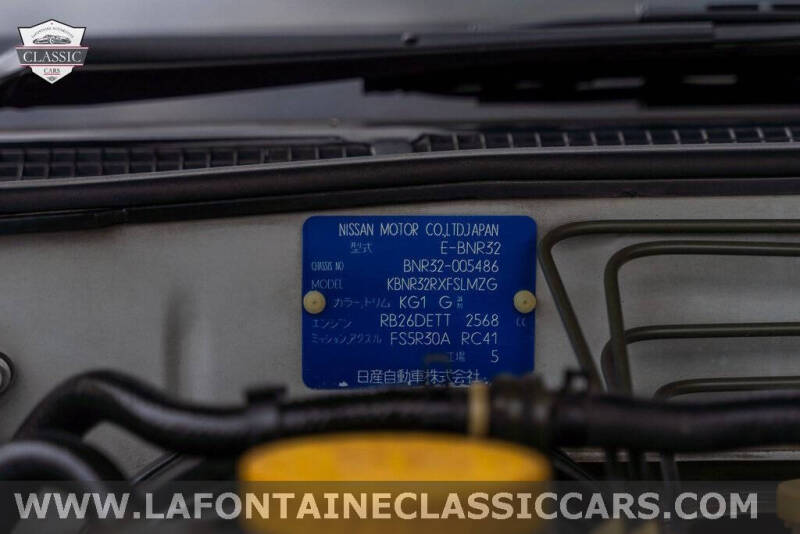 LAFONTAINE AUTOMOTIVE
CLASSIC
CARS
NISSAN MOTOR CO.,LTD.JAPAN
型式 E-BNR32
CHASSIS NO BNR32-005486
MODEL KBNR32RXFSLMZG
カラー,トリム KG1 G
エンジン RB26DETT 2568 CC
ミッション,アクスル FS5R30A RC41
工場 5
日産自動車株式会社
WWW.LAFONTAINECLASSICCARS.COM